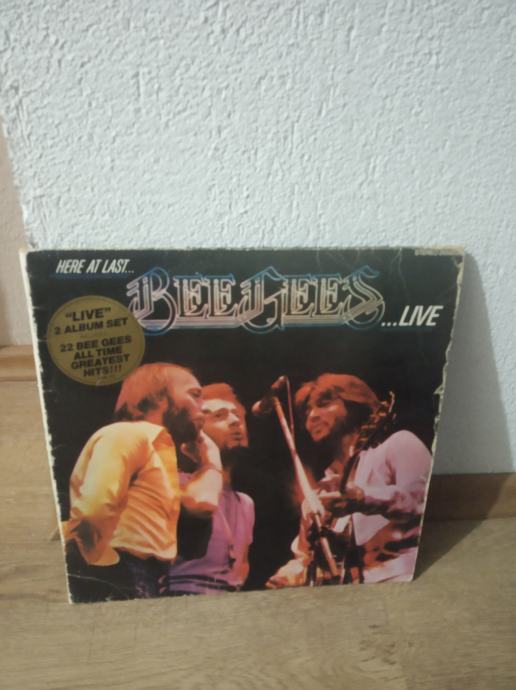 HERE AT LAST...
BEE GEES
...LIVE
"LIVE"
2 ALBUM SET
22 BEE GEES
ALL TIME
GREATEST
HITS!!!